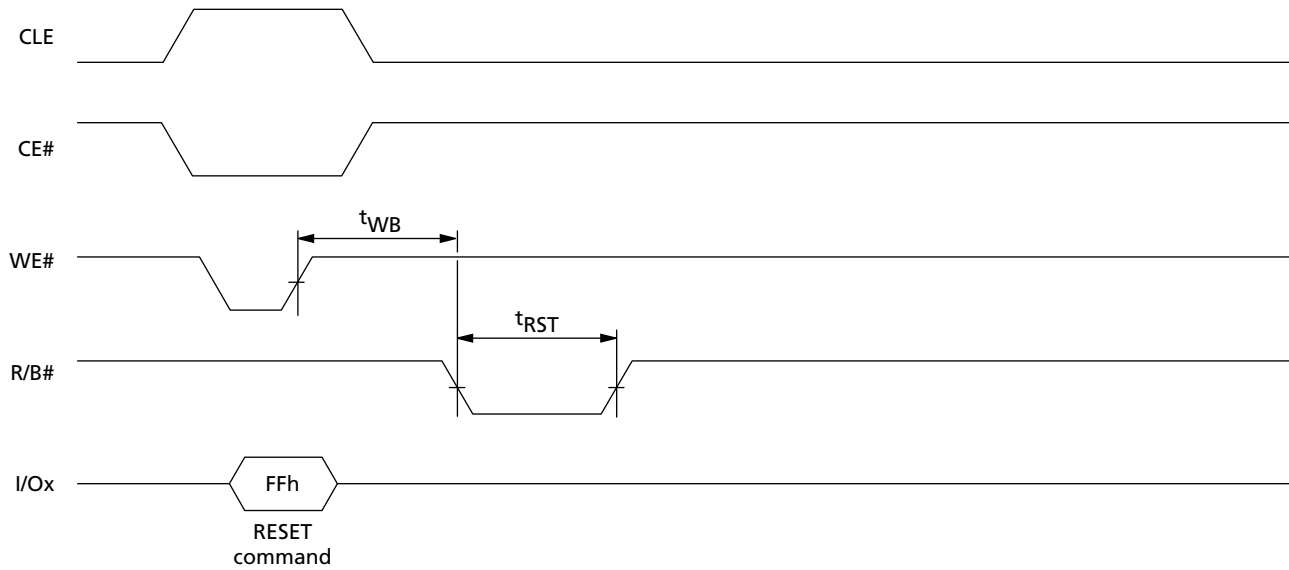 CLE
CE#
tWB
WE#
tRST
R/B#
I/Ox
FFh
RESET
command